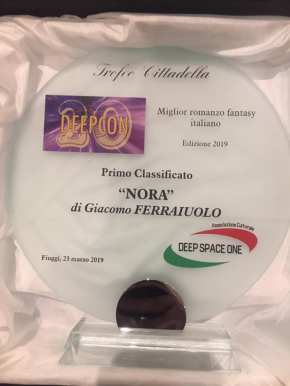 Trofeo Cittadella
20
DEEPCON
Miglior romanzo fantasy
italiano
Edizione 2019
Primo Classificato
“NORA”
di Giacomo FERRAIUOLO
Associazione Culturale
DEEP SPACE ONE
Fiuggi, 23 marzo 2019